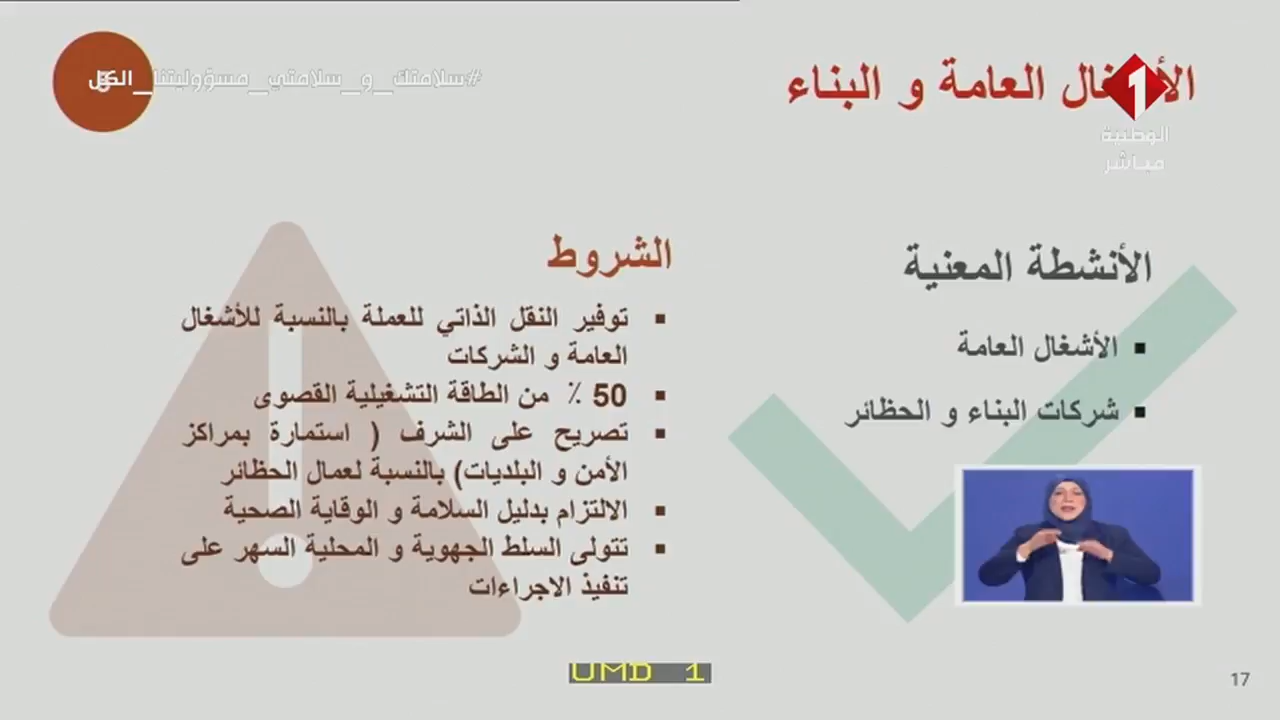 #سلامتك_و_سلامتي_مسؤوليتنا_الكل
الأشغال العامة و البناء
1
الوطنية
مباشر
الأنشطة المعنية
▪ الأشغال العامة
▪ شركات البناء و الحظائر
الشروط
▪ توفير النقل الذاتي للعملة بالنسبة للأشغال
العامة و الشركات
▪ 50 ٪ من الطاقة التشغيلية القصوى
▪ تصريح على الشرف ( استمارة بمراكز
الأمن و البلديات) بالنسبة لعمال الحظائر
▪ الالتزام بدليل السلامة و الوقاية الصحية
▪ تتولى السلط الجهوية و المحلية السهر على
تنفيذ الاجراءات
UMD 1
17